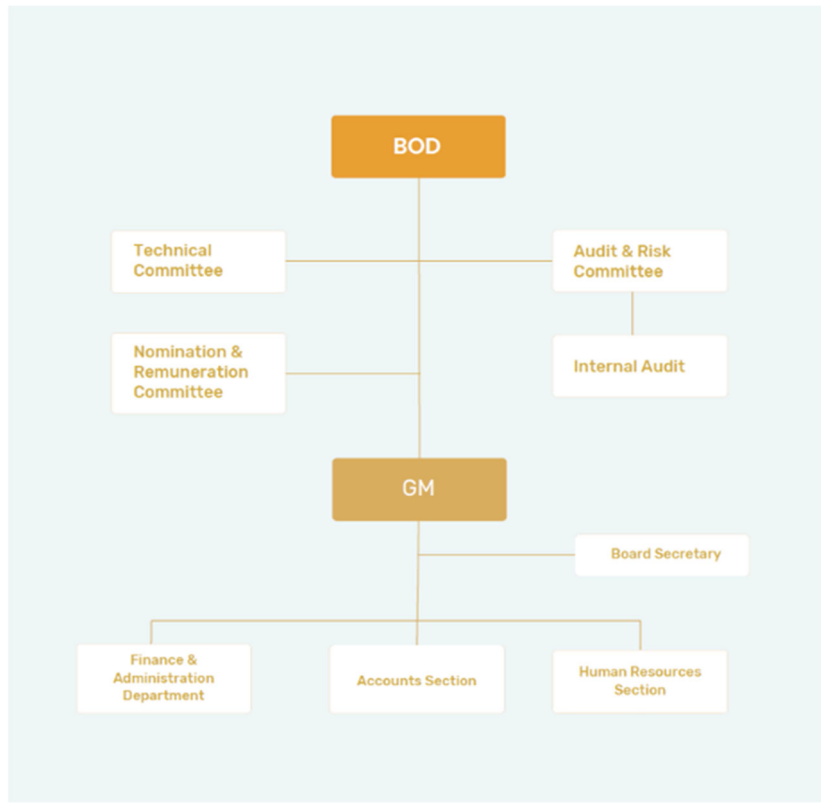 BOD
Technical
Committee
Audit & Risk
Committee
Nomination &
Remuneration
Committee
Internal Audit
GM
Board Secretary
Finance &
Administration
Department
Accounts Section
Human Resources
Section